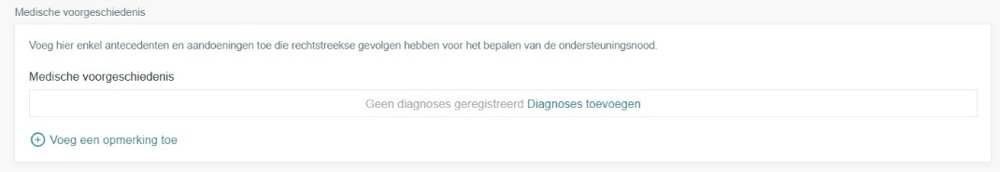 Medische voorgeschiedenis
Voeg hier enkel antecedenten en aandoeningen toe die rechtstreekse gevolgen hebben voor het bepalen van de ondersteuningsnood.
Medische voorgeschiedenis
Geen diagnoses geregistreerd Diagnoses toevoegen
Voeg een opmerking toe